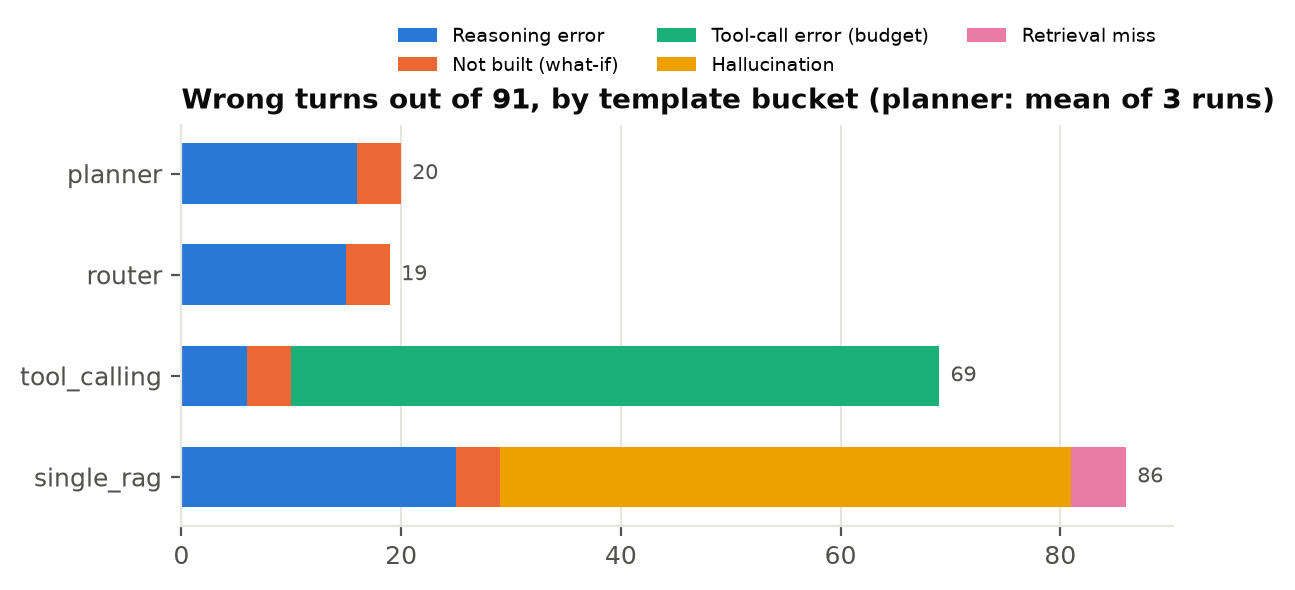 Reasoning error Tool-call error (budget) Retrieval miss
Not built (what-if) Hallucination
Wrong turns out of 91, by template bucket (planner: mean of 3 runs)
planner 20
router 19
tool_calling 69
single_rag 86
0 20 40 60 80